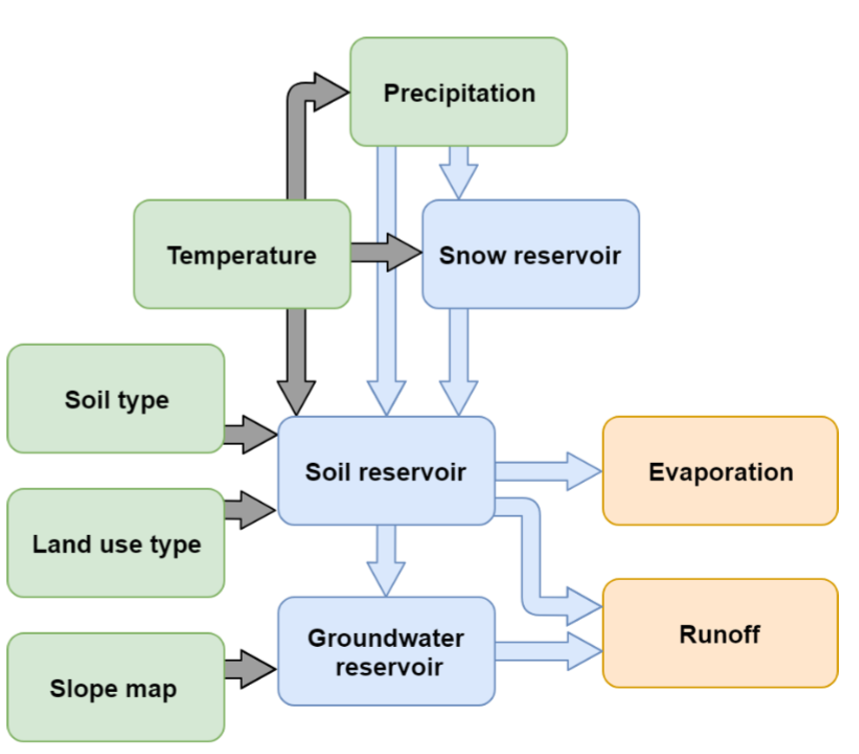 Precipitation
Temperature
Snow reservoir
Soil type
Soil reservoir
Evaporation
Land use type
Groundwater
reservoir
Runoff
Slope map